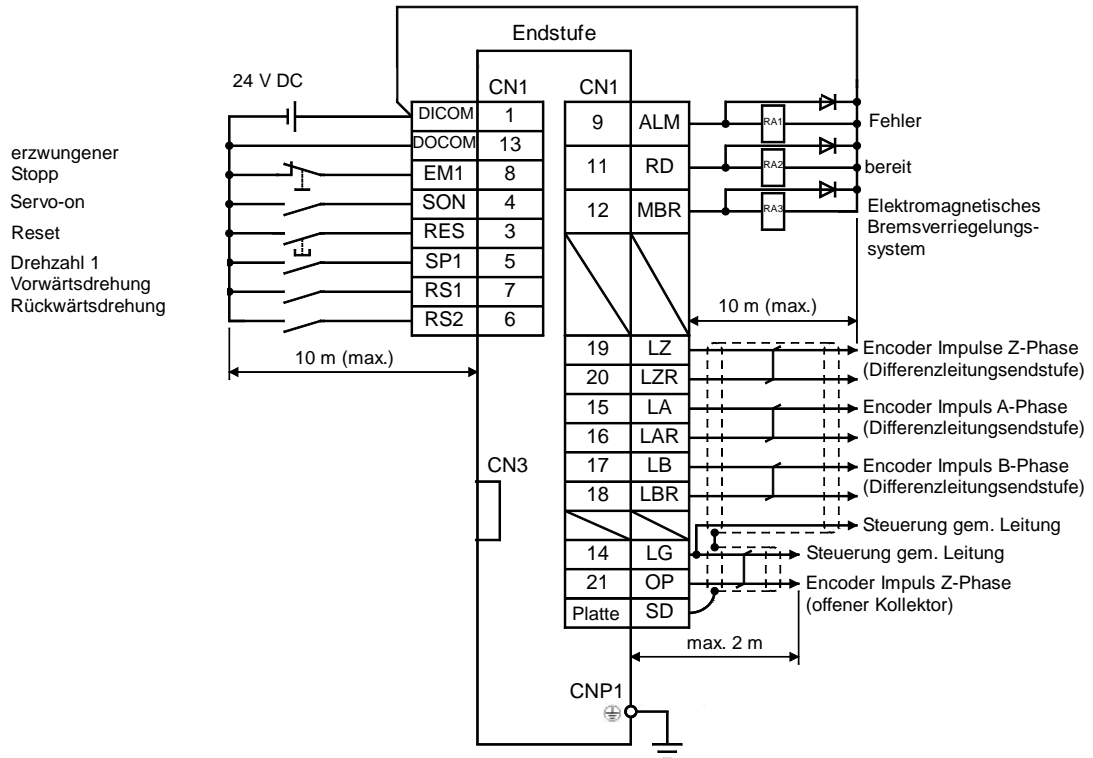 Endstufe
24 V DC
CN1
DICOM 1
DOCOM 13
EM1 8
SON 4
RES 3
SP1 5
RS1 7
RS2 6
erzwungener
Stopp
Servo-on
Reset
Drehzahl 1
Vorwärtsdrehung
Rückwärtsdrehung
10 m (max.)
CN3
CN1
9 ALM
11 RD
12 MBR
RA1
RA2
RA3
Fehler
bereit
Elektromagnetisches
Bremsverriegelungs-
system
10 m (max.)
19 LZ
20 LZR
15 LA
16 LAR
17 LB
18 LBR
14 LG
21 OP
Platte SD
Encoder Impulse Z-Phase
(Differenzleitungsendstufe)
Encoder Impuls A-Phase
(Differenzleitungsendstufe)
Encoder Impuls B-Phase
(Differenzleitungsendstufe)
Steuerung gem. Leitung
Steuerung gem. Leitung
Encoder Impuls Z-Phase
(offener Kollektor)
max. 2 m
CNP1